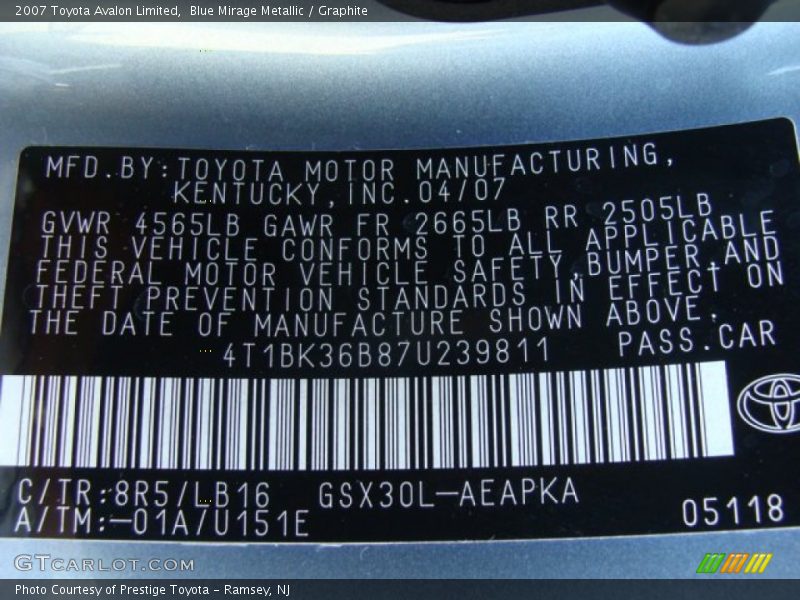 2007 Toyota Avalon Limited,  Blue Mirage Metallic / Graphite
MFD.BY:TOYOTA MOTOR MANUFACTURING,
KENTUCKY,INC.04/07
GVWR 4565LB GAWR FR 2665LB RR 2505LB
THIS VEHICLE CONFORMS TO ALL APPLICABLE
FEDERAL MOTOR VEHICLE SAFETY,BUMPER,AND
THEFT PREVENTION STANDARDS IN EFFECT ON
THE DATE OF MANUFACTURE SHOWN ABOVE.
4T1BK36B87U239811 PASS.CAR
C/TR:8R5/LB16 GSX30L-AEAPKA
A/TM:-01A/U151E 05118
GTCARLOT.COM
Photo Courtesy of Prestige Toyota - Ramsey, NJ